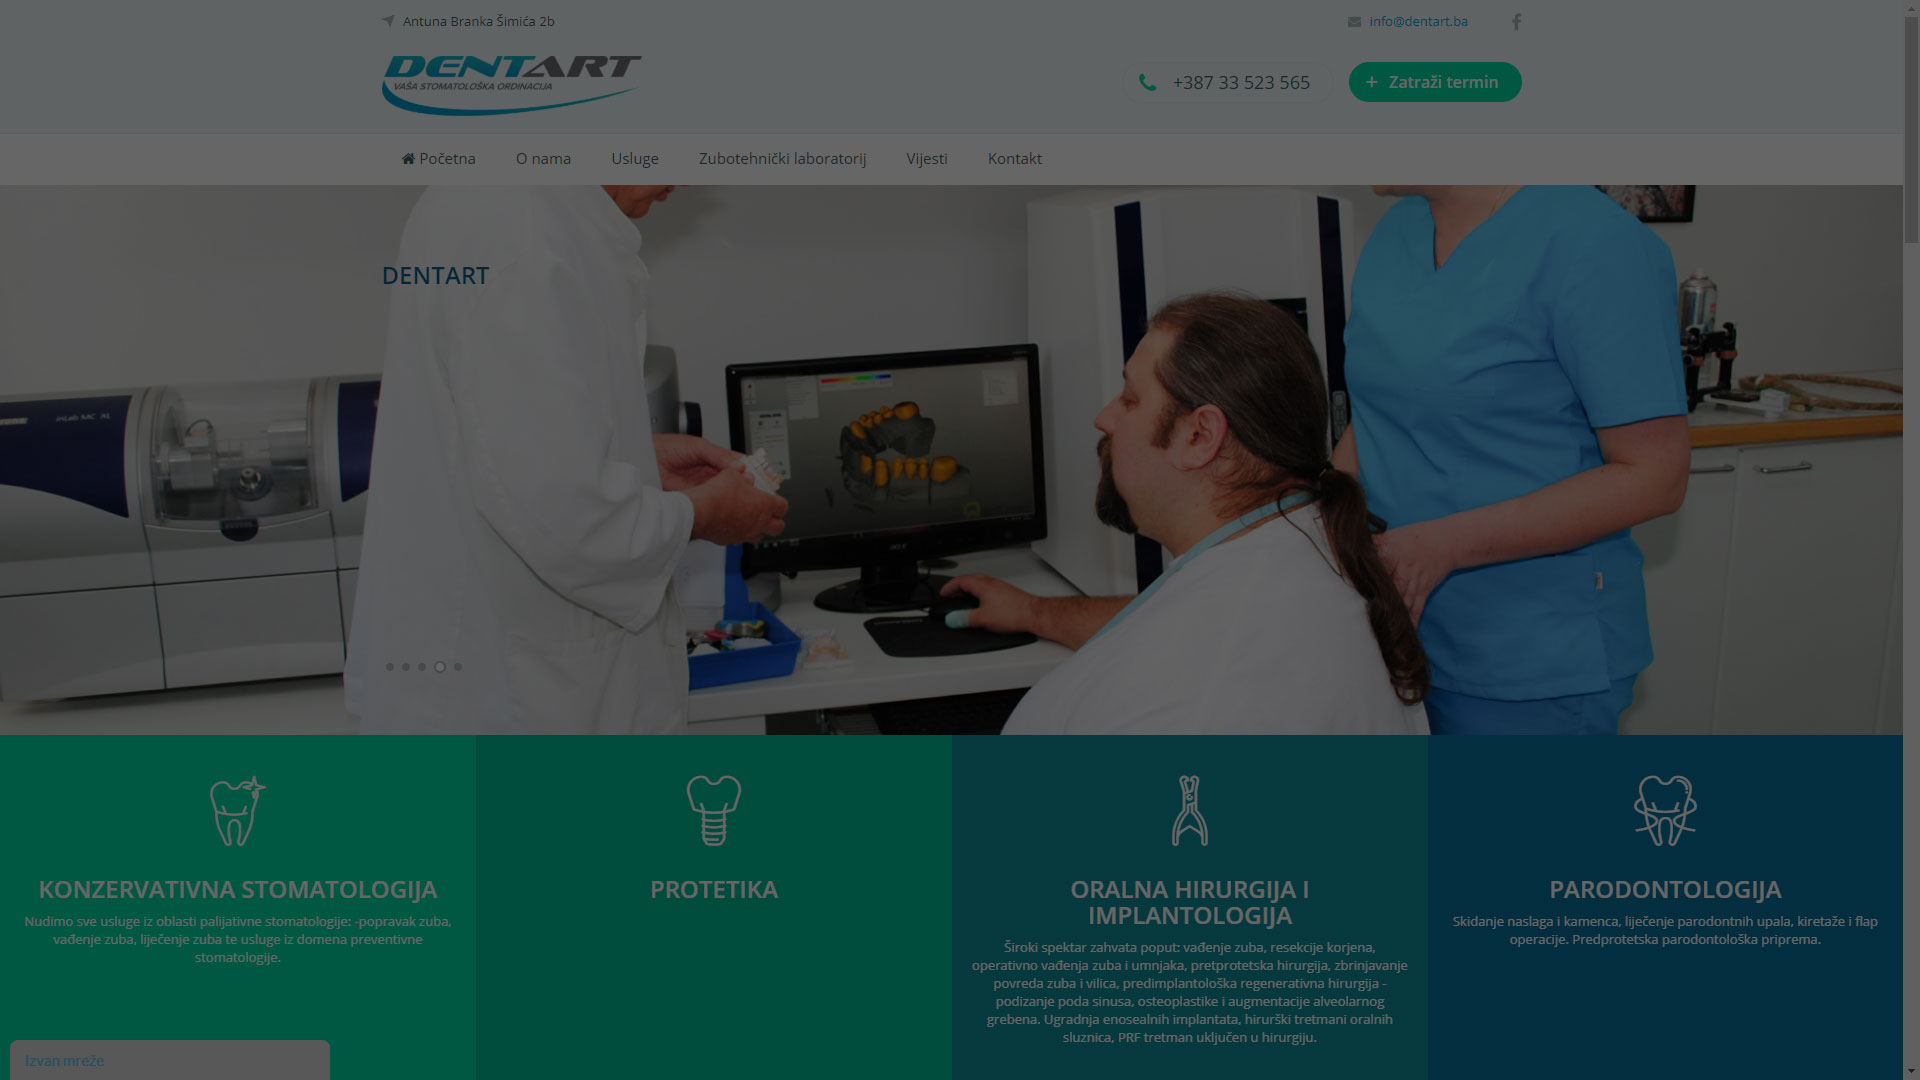 Antuna Branka Šimića 2b
info@dentart.ba
DENTART
VAŠA STOMATOLOŠKA ORDINACIJA
+387 33 523 565
Zatraži termin
Početna
O nama
Usluge
Zubotehnički laboratorij
Vijesti
Kontakt
DENTART
inLab MC XL
acer
KONZERVATIVNA STOMATOLOGIJA
Nudimo sve usluge iz oblasti palijativne stomatologije: -popravak zuba,
vađenje zuba, liječenje zuba te usluge iz domena preventivne
stomatologije.
PROTETIKA
ORALNA HIRURGIJA I
IMPLANTOLOGIJA
Široki spektar zahvata poput: vađenje zuba, resekcije korjena,
operativno vađenja zuba i umnjaka, pretprotetska hirurgija, zbrinjavanje
povreda zuba i vilica, predimplantološka regenerativna hirurgija -
podizanje poda sinusa, osteoplastike i augmentacije alveolarnog
grebena. Ugradnja enosealnih implantata, hirurški tretmani oralnih
sluznica, PRF tretman uključen u hirurgiju.
PARODONTOLOGIJA
Skidanje naslaga i kamenca, liječenje parodontnih upala, kiretaže i flap
operacije. Predprotetska parodontološka priprema.
Izvan mreže